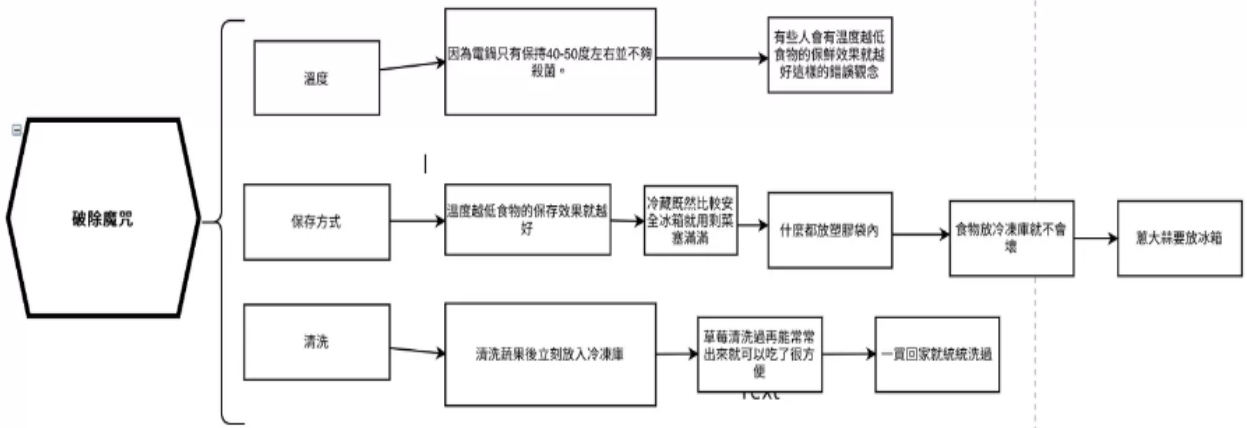 破除魔咒
溫度
因為電鍋只有保持40-50度左右並不夠
殺菌。
有些人會有溫度越低
食物的保鮮效果就越
好這樣的錯誤觀念
保存方式
溫度越低食物的保存效果就越
好
冷藏既然比較安
全冰箱就用剩菜
塞滿滿
什麼都放塑膠袋內
食物放冷凍庫就不會
壞
蔥大蒜要放冰箱
清洗
清洗蔬果後立刻放入冷凍庫
草莓清洗過再能常常
出來就可以吃了很方
便
一買回家就統統洗過
Text